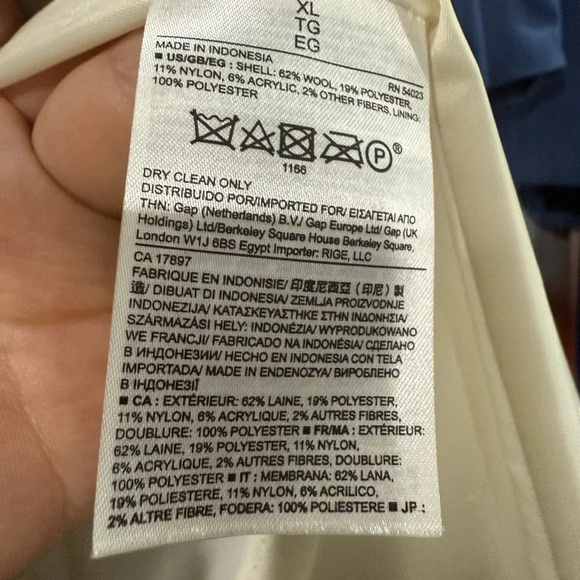 XL
TG
EG
MADE IN INDONESIA
RN 54023
■ US/GB/EG : SHELL: 62% WOOL, 19% POLYESTER,
11% NYLON, 6% ACRYLIC, 2% OTHER FIBERS, LINING:
100% POLYESTER
P ®
1166
DRY CLEAN ONLY
DISTRIBUIDO POR/IMPORTED FOR/ ΕΙΣΑΓΕΤΑΙ ΑΠΟ
ΤΗΝ: Gap (Netherlands) B.V./ Gap Europe Ltd/ Gap (UK
Holdings) Ltd/Berkeley Square House Berkeley Square,
London W1J 6BS Egypt Importer: RIGE, LLC
CA 17897
FABRIQUE EN INDONISIE/ 印度尼西亞（印尼）製
造/ DIBUAT DI INDONESIA/ ZEMLJA PROIZVODNJE
INDONEZIJA/ ΚΑΤΑΣΚΕΥΑΣΤΗΚΕ ΣΤΗΝ ΙΝΔΟΝΗΣΙΑ/
SZÁRMAZÁSI HELY: INDONÉZIA/ WYPRODUKOWANO
WE FRANCJI/ FABRICADO NA INDONÉSIA/ СДЕЛАНО
В ИНДОНЕЗИИ/ HECHO EN INDONESIA CON TELA
IMPORTADA/ MADE IN ENDENOZYA/ ВИРОБЛЕНО
В ІНДОНЕЗІЇ
■ CA : EXTÉRIEUR: 62% LAINE, 19% POLYESTER,
11% NYLON, 6% ACRYLIQUE, 2% AUTRES FIBRES,
DOUBLURE: 100% POLYESTER ■ FR/MA : EXTÉRIEUR:
62% LAINE, 19% POLYESTER, 11% NYLON,
6% ACRYLIQUE, 2% AUTRES FIBRES, DOUBLURE:
100% POLYESTER ■ IT : MEMBRANA: 62% LANA,
19% POLIESTERE, 11% NYLON, 6% ACRILICO,
2% ALTRE FIBRE, FODERA: 100% POLIESTERE ■ JP :